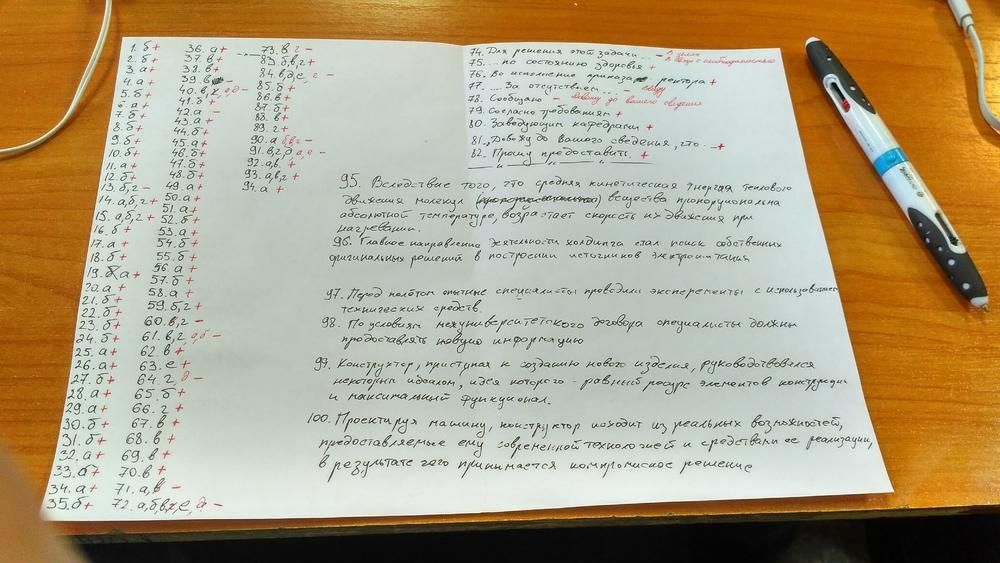 1. б +
2. б +
3. а +
4. а +
5. б +
6. а +
7. б +
8. б +
9. б +
10. б +
11. а +
12. б +
13. б, г -
14. а, б, г +
15. а, б, г +
16. б +
17. а +
18. б +
19. а +
20. а +
21. б +
22. б +
23. б +
24. б +
25. а +
26. а +
27. б +
28. а +
29. а +
30. б +
31. б +
32. а +
33. б +
34. а +
35. б +
36. а +
37. в +
38. в +
39. в -
40. в, г, а, д -
41. б +
42. а -
43. а +
44. б +
45. а +
46. б +
47. б +
48. б +
49. а +
50. а +
51. а +
52. б +
53. а +
54. б +
55. б +
56. а +
57. б +
58. а +
59. б, г +
60. в, г -
61. в, г, а, б -
62. в +
63. е +
64. г, в -
65. б +
66. г +
67. в +
68. в +
69. в +
70. в +
71. а, в -
72. а, б, в, г, е, д -
73. в, г -
83. б, в, г +
84. в, д, е, г -
85. б +
86. в +
87. б +
88. в +
89. г +
90. а б, в, г -
91. в, г, д, а, е -
92. а, в, +
93. а, в, г +
94. а +
74. Для решения этой задачи ... - в целях
75. ... по состоянию здоровья + в связи с необходимостью
76. Во исполнение приказа ректора +
77. ... За отсутствием ... - ввиду
78. Сообщаю - Довожу до вашего сведения
79. Согласно требованиям +
80. Заведующим кафедрами +
81. „Довожу до Вашего сведения, что ... +
82. Прошу предоставить. +
95. Вследствие того, что средняя кинетическая энергая теплового
движения молекул вещества пропорциональна
абсолютной температуре, возрастает скорость их движения при
нагревании.
96. Главное направление деятельности холдинга стал поиск собственных
оригинальных решений в построении источников электропитания
97. Перед полётом опытные специалисты проводили эксперементы с использованием
технических средств.
98. По условиям межуниверситетского договора специалисты должны
предоставлять новую информацию
99. Конструктор, приступая к созданию нового изделия, руководствовался
некоторым идеалом, идея которого - равный ресурс элементов конструкции
и максимальный функционал.
100. Проектируя машину, конструктор исходит из реальных возможностей,
предоставляемые ему современной технологией и средствами ее реализации,
в результате чего принимается компромисное решение